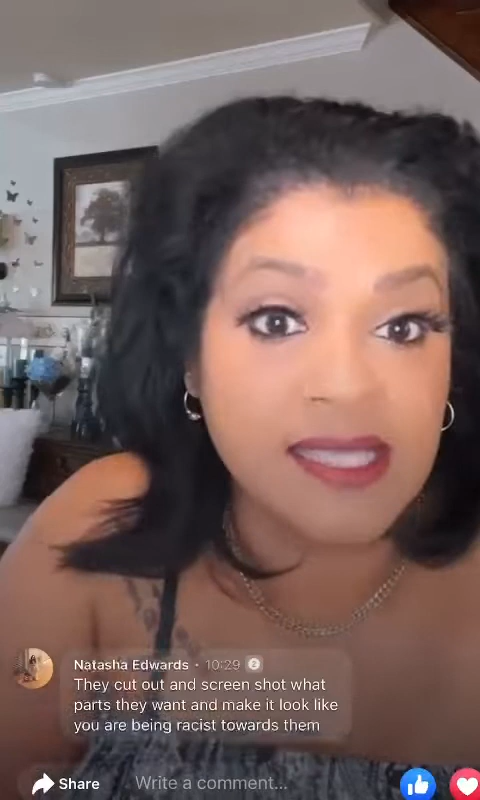 Natasha Edwards · 10:29
They cut out and screen shot what
parts they want and make it look like
you are being racist towards them
Share
Write a comment...